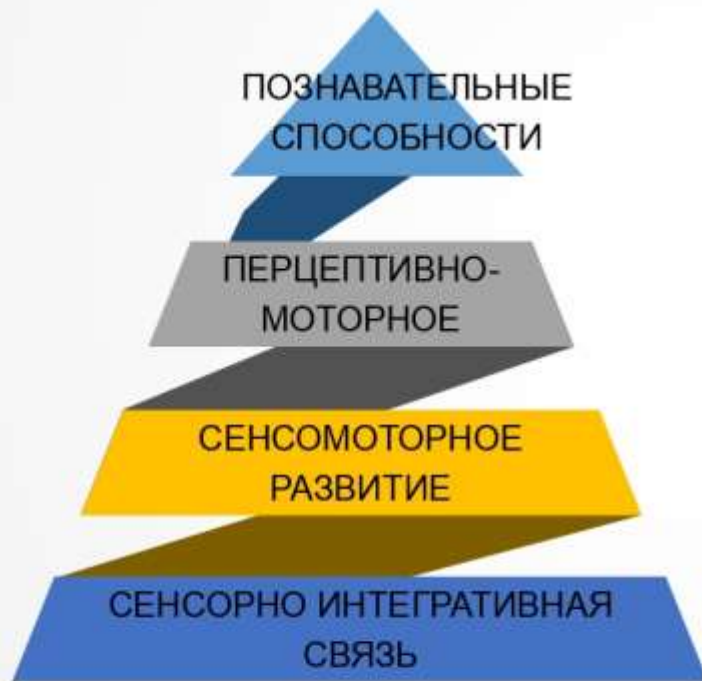 ПОЗНАВАТЕЛЬНЫЕ
СПОСОБНОСТИ
ПЕРЦЕПТИВНО-
МОТОРНОЕ
СЕНСОМОТОРНОЕ
РАЗВИТИЕ
СЕНСОРНО ИНТЕГРАТИВНАЯ
СВЯЗЬ